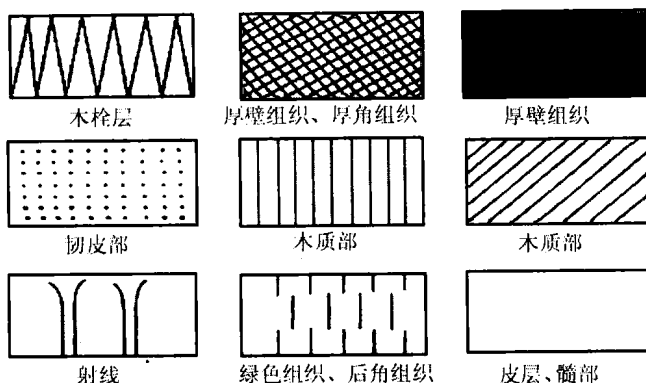 木栓层
厚壁组织、厚角组织
厚壁组织
韧皮部
木质部
木质部
射线
绿色组织、后角组织
皮层、髓部